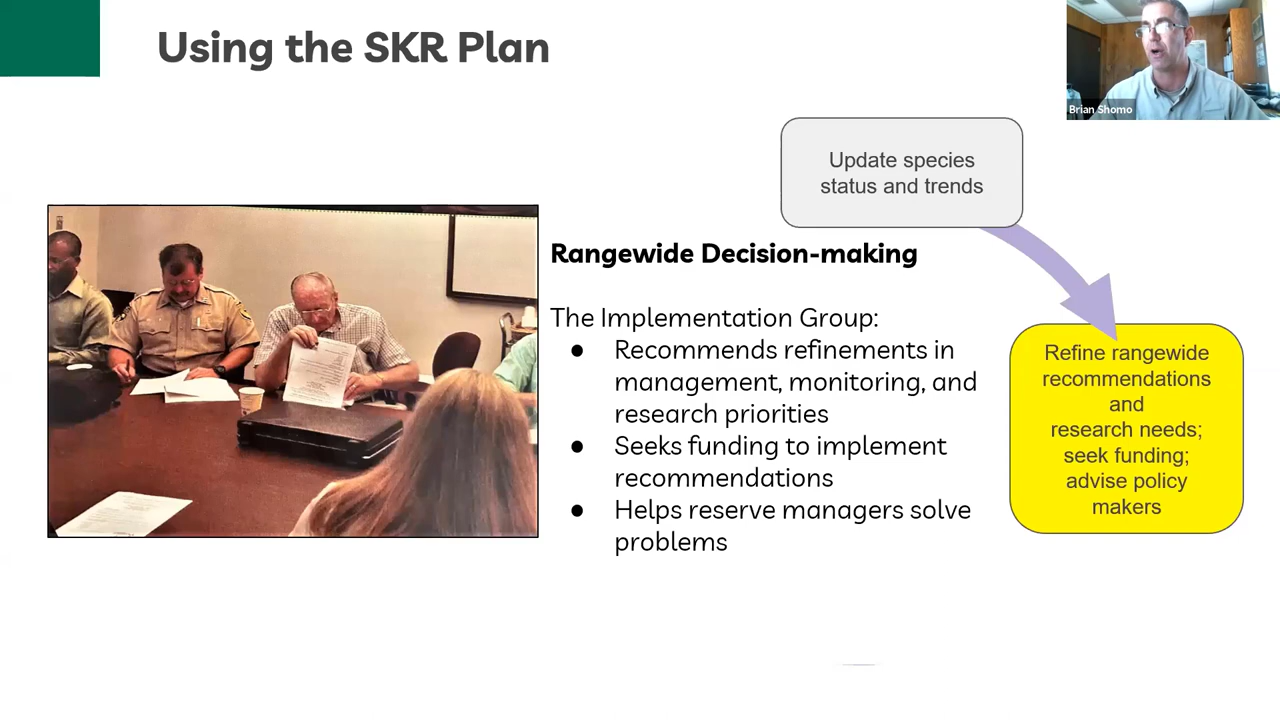 Using the SKR Plan
Brian Shomo
Update species
status and trends
Rangewide Decision-making
The Implementation Group:
● Recommends refinements in
management, monitoring, and
research priorities
● Seeks funding to implement
recommendations
● Helps reserve managers solve
problems
Refine rangewide
recommendations
and
research needs;
seek funding;
advise policy
makers